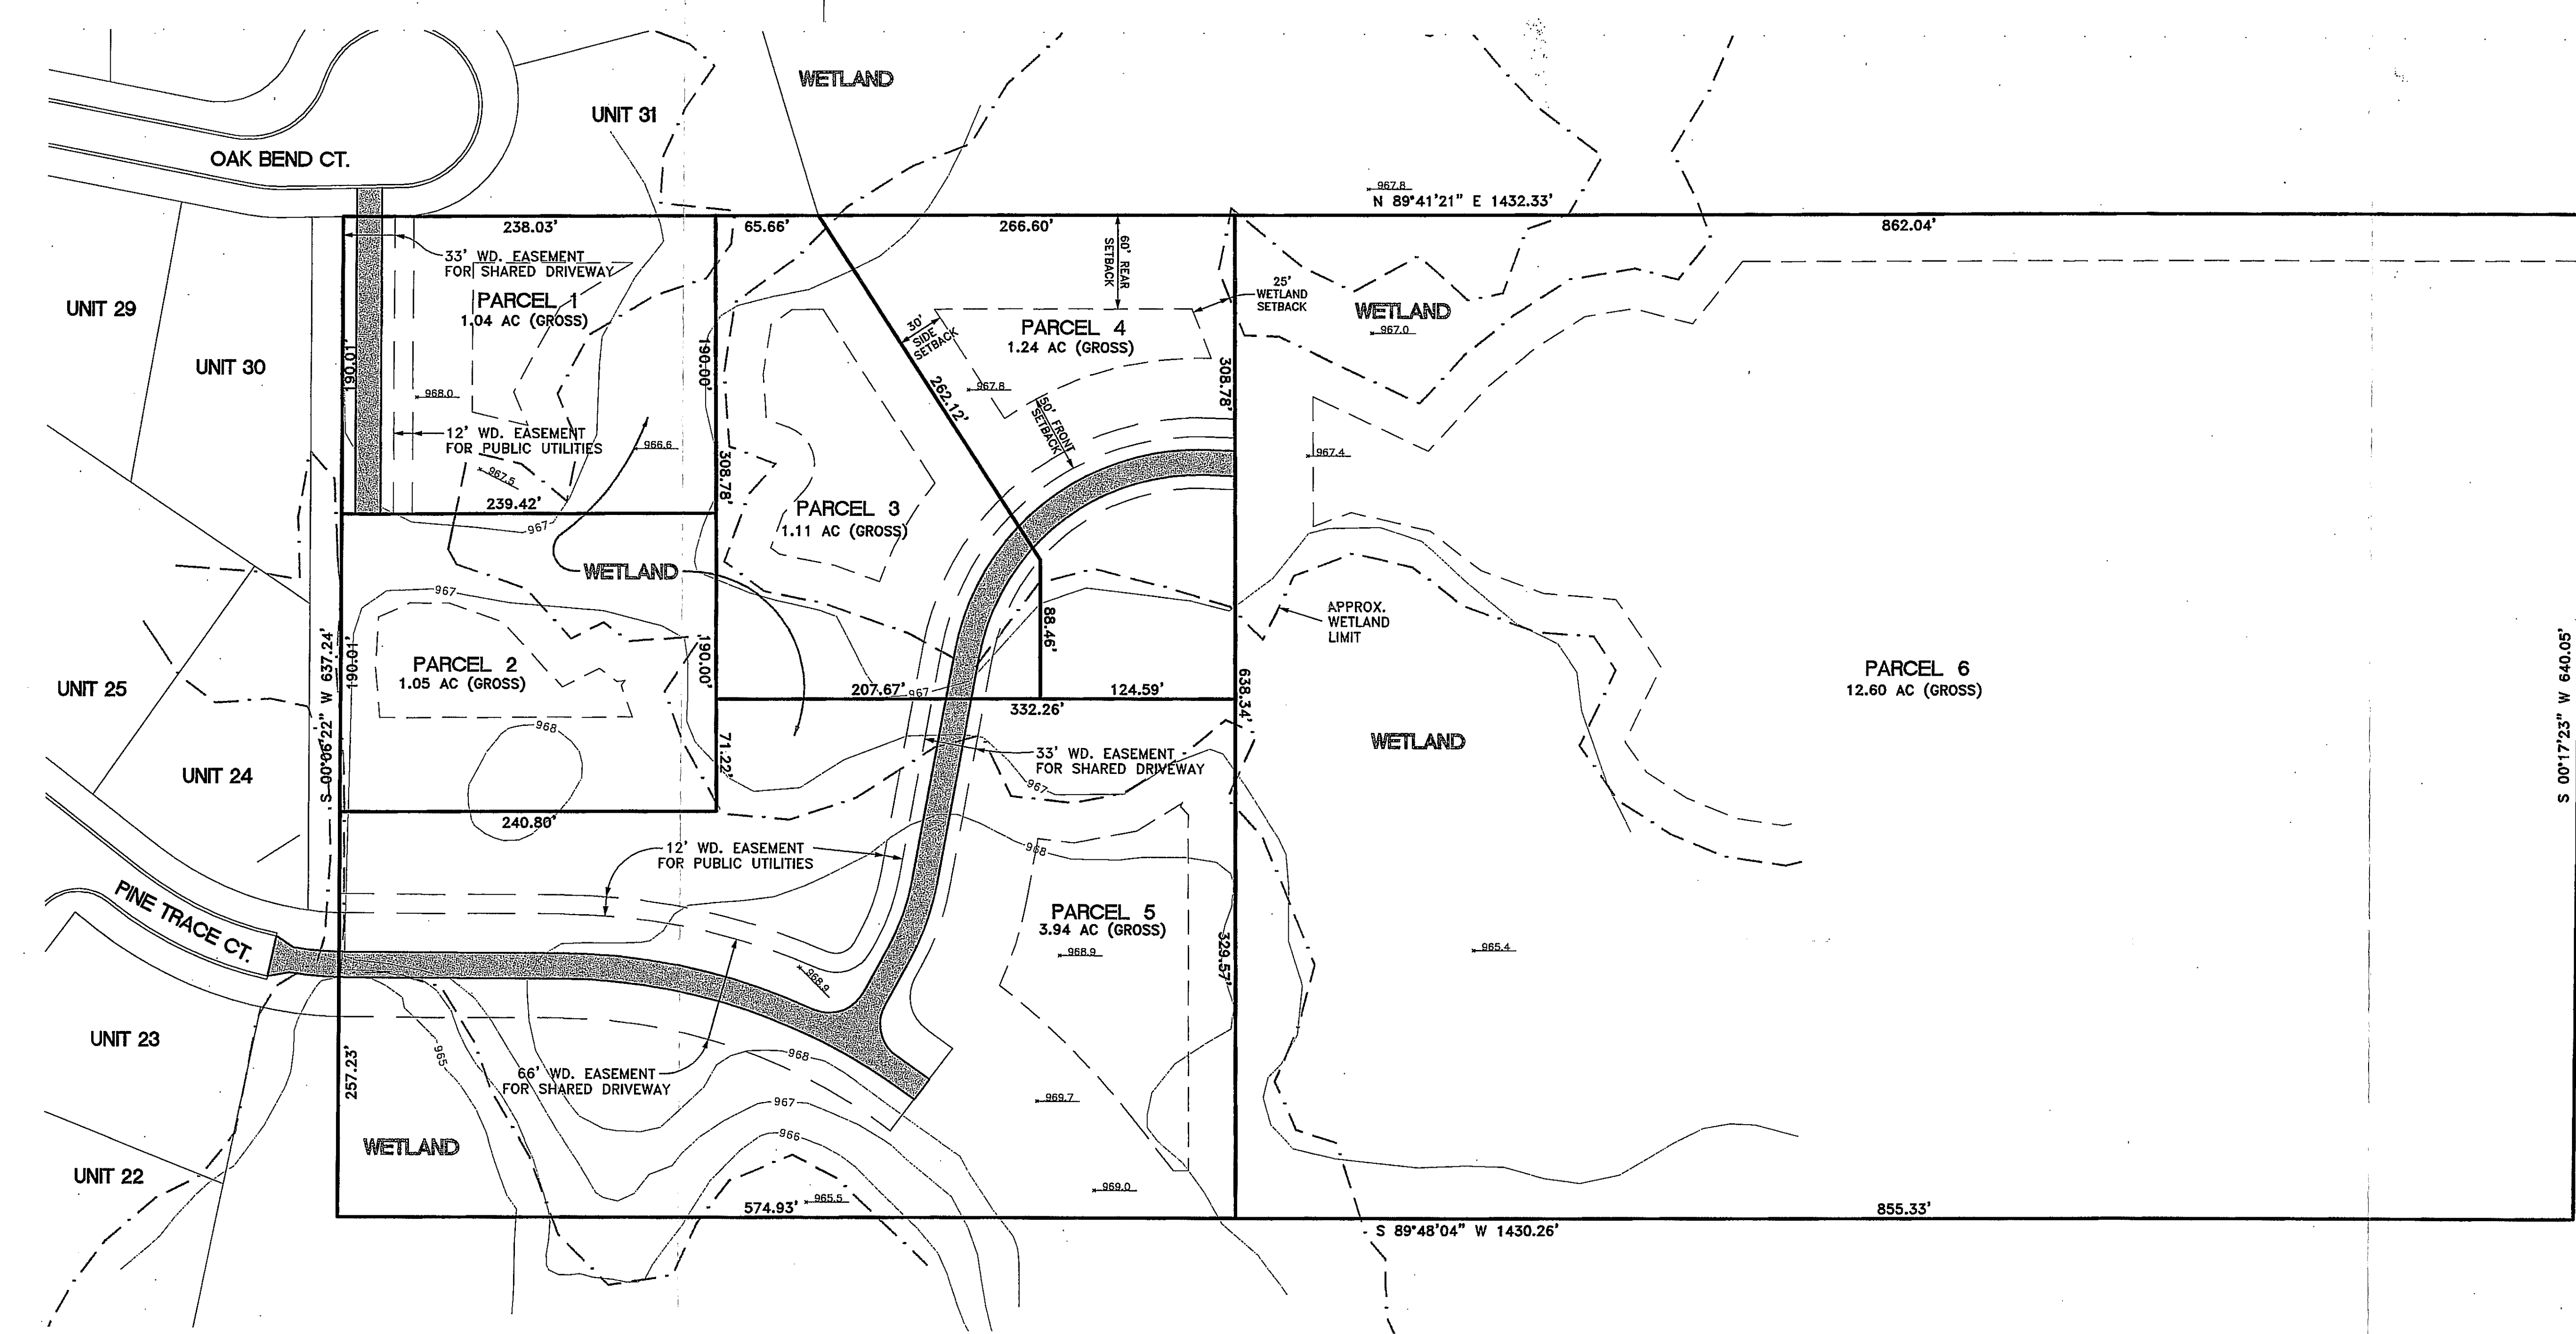 WETLAND
UNIT 31
OAK BEND CT.
967.8
N 89°41'21" E 1432.33'
238.03'
65.66'
266.60'
862.04'
33' WD. EASEMENT
FOR SHARED DRIVEWAY
60' REAR
SETBACK
25'
WETLAND
SETBACK
UNIT 29
PARCEL 1
1.04 AC (GROSS)
WETLAND
967.0
30'
SIDE
SETBACK
PARCEL 4
1.24 AC (GROSS)
UNIT 30
190.01'
190.00'
308.78'
968.0
967.8
262.12'
50' FRONT
SETBACK
12' WD. EASEMENT
FOR PUBLIC UTILITIES
966.6
967.4
967.5
308.78'
239.42'
PARCEL 3
1.11 AC (GROSS)
967
WETLAND
967
APPROX.
WETLAND
LIMIT
88.46'
S 00°06'22" W 637.24'
190.01'
190.00'
PARCEL 2
1.05 AC (GROSS)
UNIT 25
207.67'
967
124.59'
332.26'
638.34'
PARCEL 6
12.60 AC (GROSS)
S 00°17'23" W 640.05'
968
71.22'
WETLAND
33' WD. EASEMENT
FOR SHARED DRIVEWAY
967
UNIT 24
240.80'
12' WD. EASEMENT
FOR PUBLIC UTILITIES
968
PINE TRACE CT.
PARCEL 5
3.94 AC (GROSS)
968.9
329.57'
965.4
968.9
UNIT 23
257.23'
965
968
66' WD. EASEMENT
FOR SHARED DRIVEWAY
967
969.7
966
WETLAND
UNIT 22
969.0
965.5
574.93'
855.33'
S 89°48'04" W 1430.26'